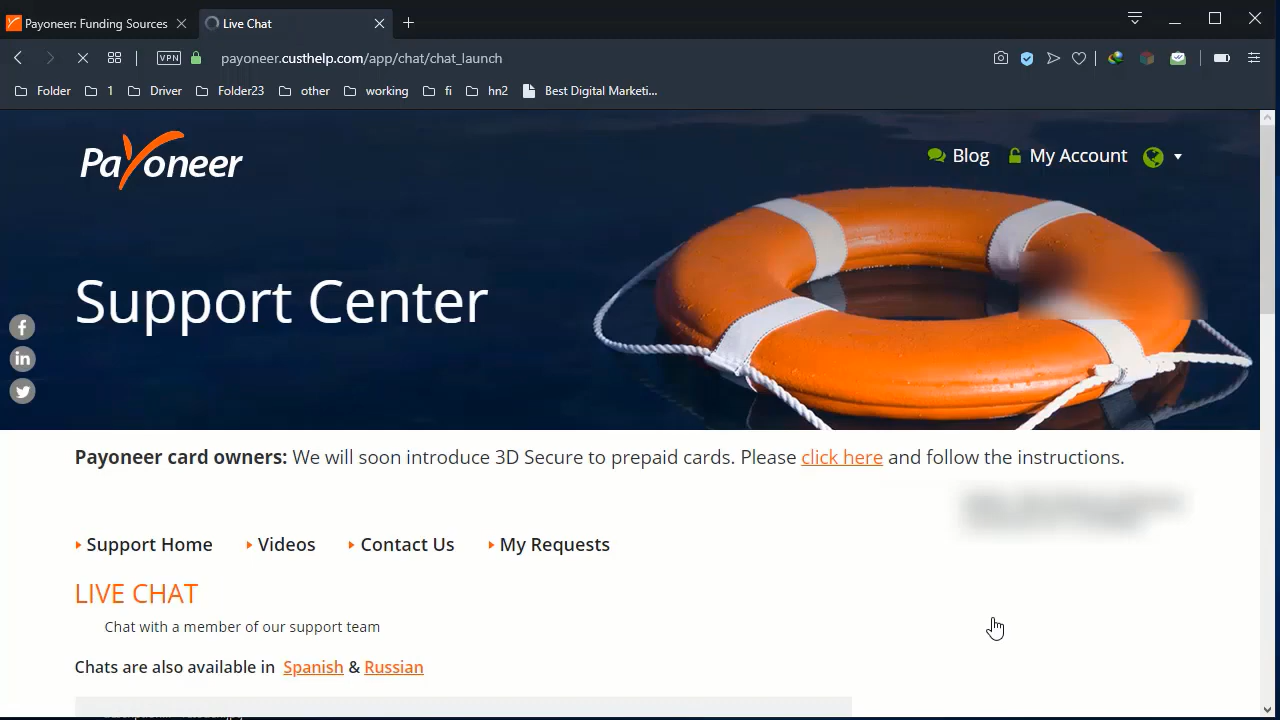 Payoneer: Funding Sources
Live Chat
VPN
payoneer.custhelp.com/app/chat/chat_launch
Folder
1
Driver
Folder23
other
working
fi
hn2
Best Digital Marketi...
Payoneer
Blog
My Account
Support Center
Payoneer card owners: We will soon introduce 3D Secure to prepaid cards. Please click here and follow the instructions.
Support Home
Videos
Contact Us
My Requests
LIVE CHAT
Chat with a member of our support team
Chats are also available in Spanish & Russian